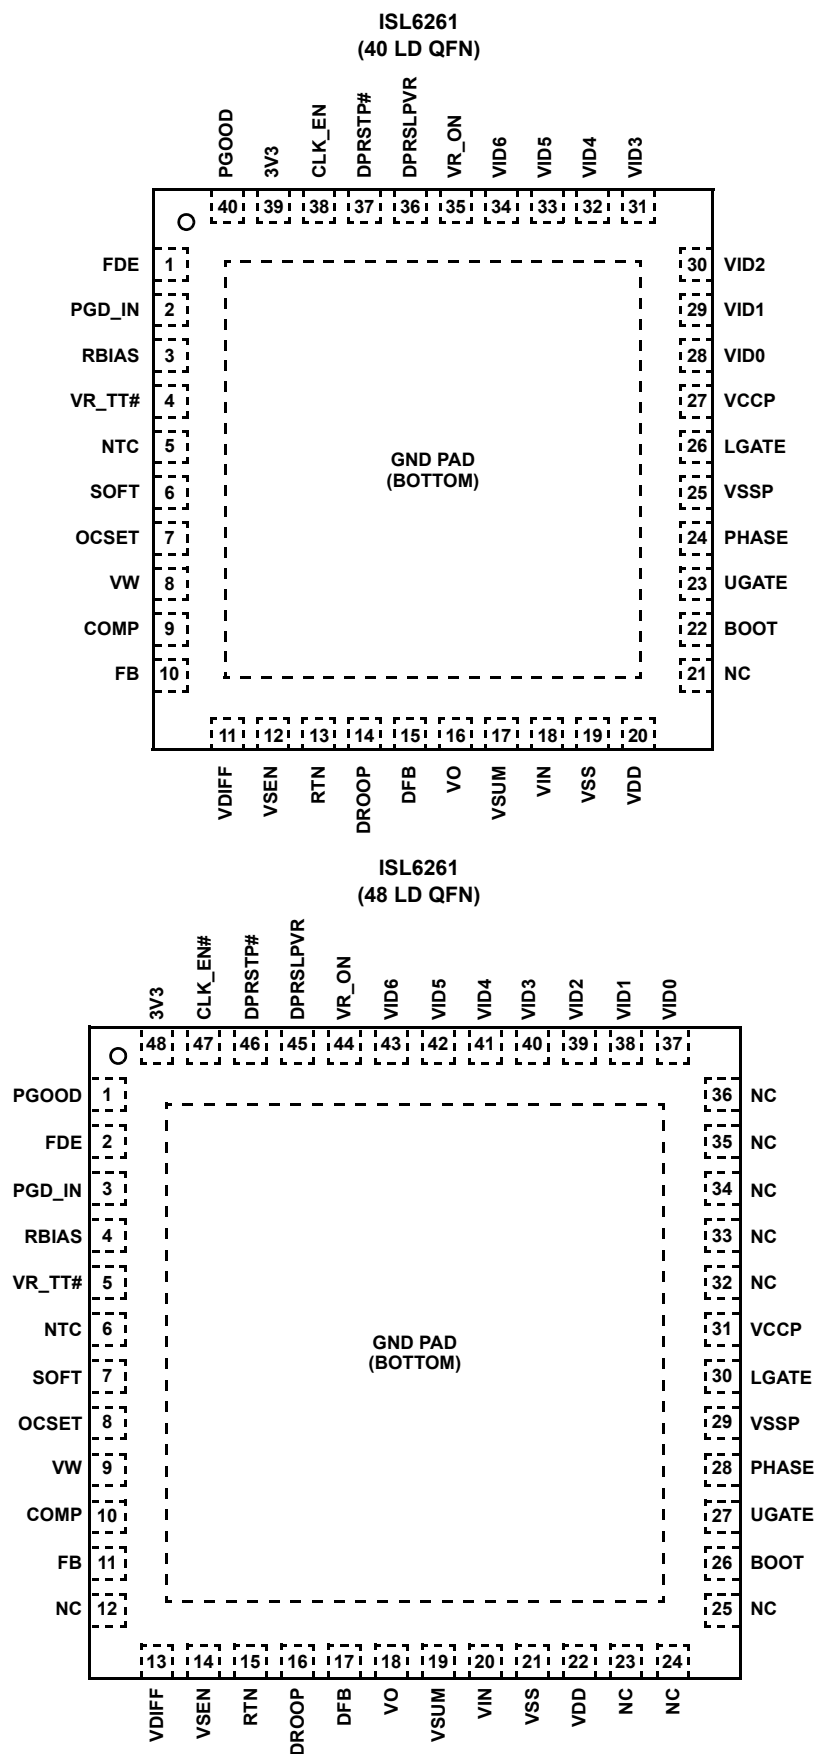 ISL6261
(40 LD QFN)
PGOOD
3V3
CLK_EN
DPRSTP#
DPRSLPVR
VR_ON
VID6
VID5
VID4
VID3
40 39 38 37 36 35 34 33 32 31
FDE 1
PGD_IN 2
RBIAS 3
VR_TT# 4
NTC 5
SOFT 6
OCSET 7
VW 8
COMP 9
FB 10
GND PAD
(BOTTOM)
30 VID2
29 VID1
28 VID0
27 VCCP
26 LGATE
25 VSSP
24 PHASE
23 UGATE
22 BOOT
21 NC
11 12 13 14 15 16 17 18 19 20
VDIFF
VSEN
RTN
DROOP
DFB
VO
VSUM
VIN
VSS
VDD
ISL6261
(48 LD QFN)
3V3
CLK_EN#
DPRSTP#
DPRSLPVR
VR_ON
VID6
VID5
VID4
VID3
VID2
VID1
VID0
48 47 46 45 44 43 42 41 40 39 38 37
PGOOD 1
FDE 2
PGD_IN 3
RBIAS 4
VR_TT# 5
NTC 6
SOFT 7
OCSET 8
VW 9
COMP 10
FB 11
NC 12
GND PAD
(BOTTOM)
36 NC
35 NC
34 NC
33 NC
32 NC
31 VCCP
30 LGATE
29 VSSP
28 PHASE
27 UGATE
26 BOOT
25 NC
13 14 15 16 17 18 19 20 21 22 23 24
VDIFF
VSEN
RTN
DROOP
DFB
VO
VSUM
VIN
VSS
VDD
NC
NC